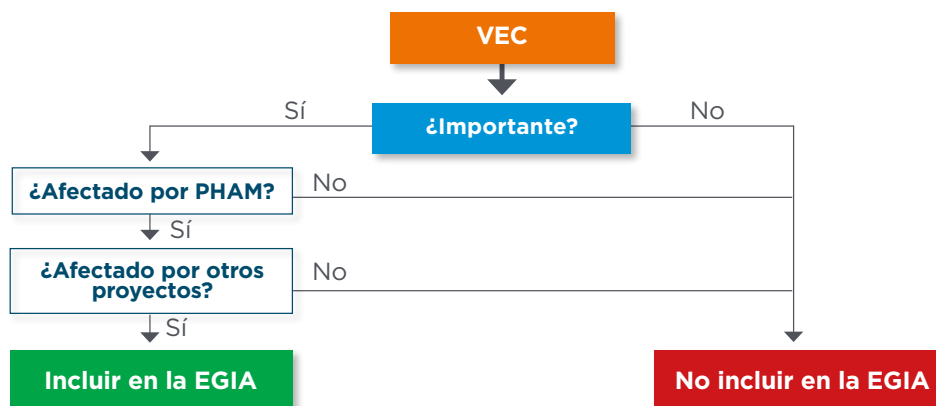 VEC
Sí
¿Importante?
No
¿Afectado por PHAM?
No
Sí
¿Afectado por otros
proyectos?
No
Sí
Incluir en la EGIA
No incluir en la EGIA